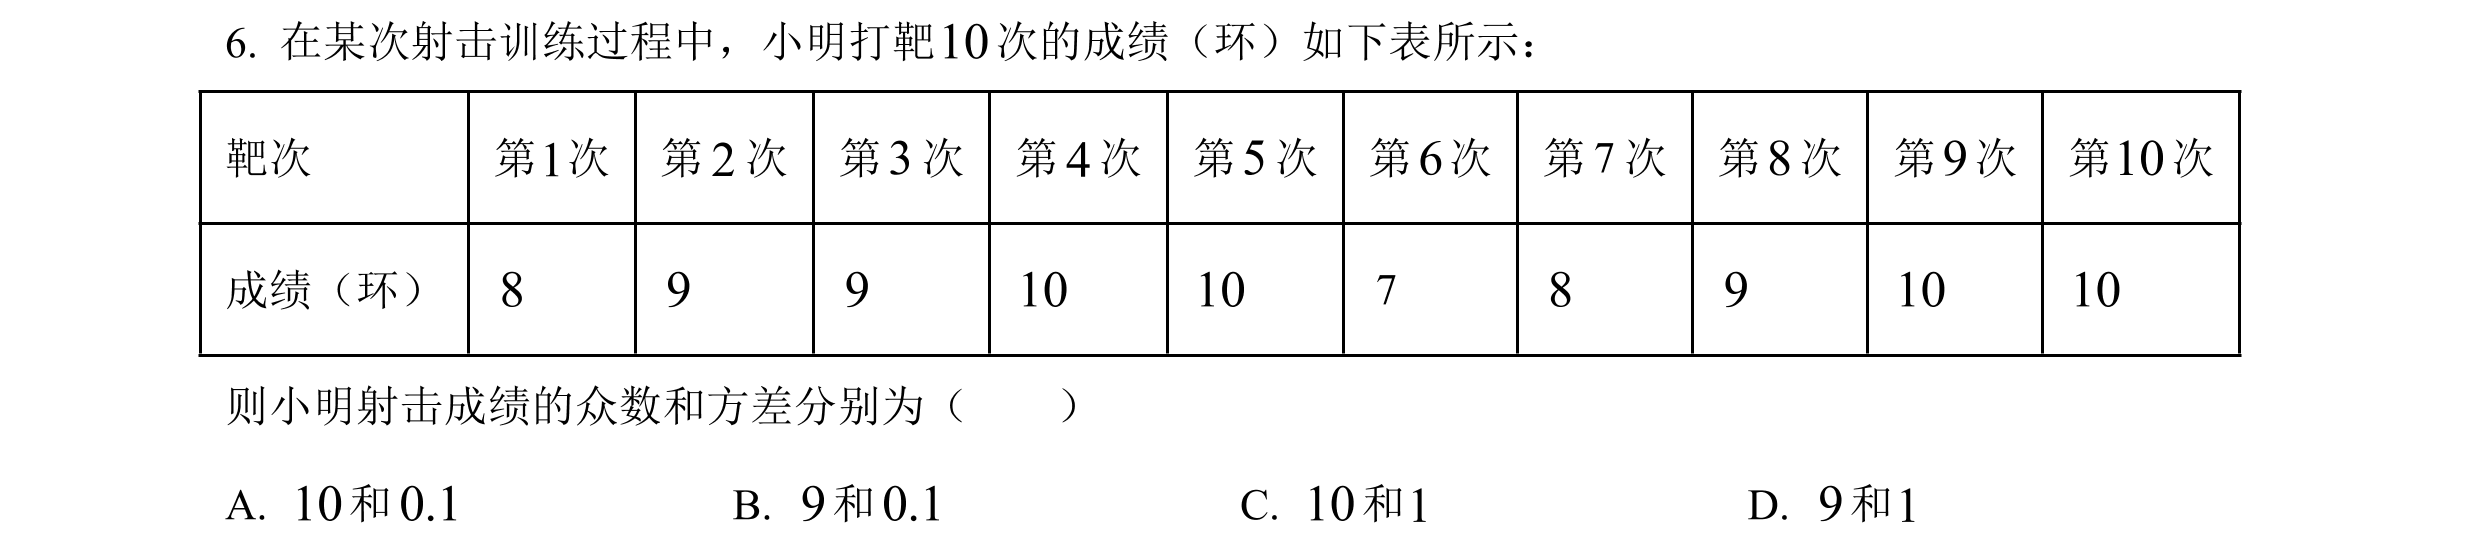 6. 在某次射击训练过程中，小明打靶10次的成绩（环）如下表所示：
靶次 第1次 第2次 第3次 第4次 第5次 第6次 第7次 第8次 第9次 第10次
成绩（环） 8 9 9 10 10 7 8 9 10 10
则小明射击成绩的众数和方差分别为（　　）
A. 10和0.1 B. 9和0.1 C. 10和1 D. 9和1